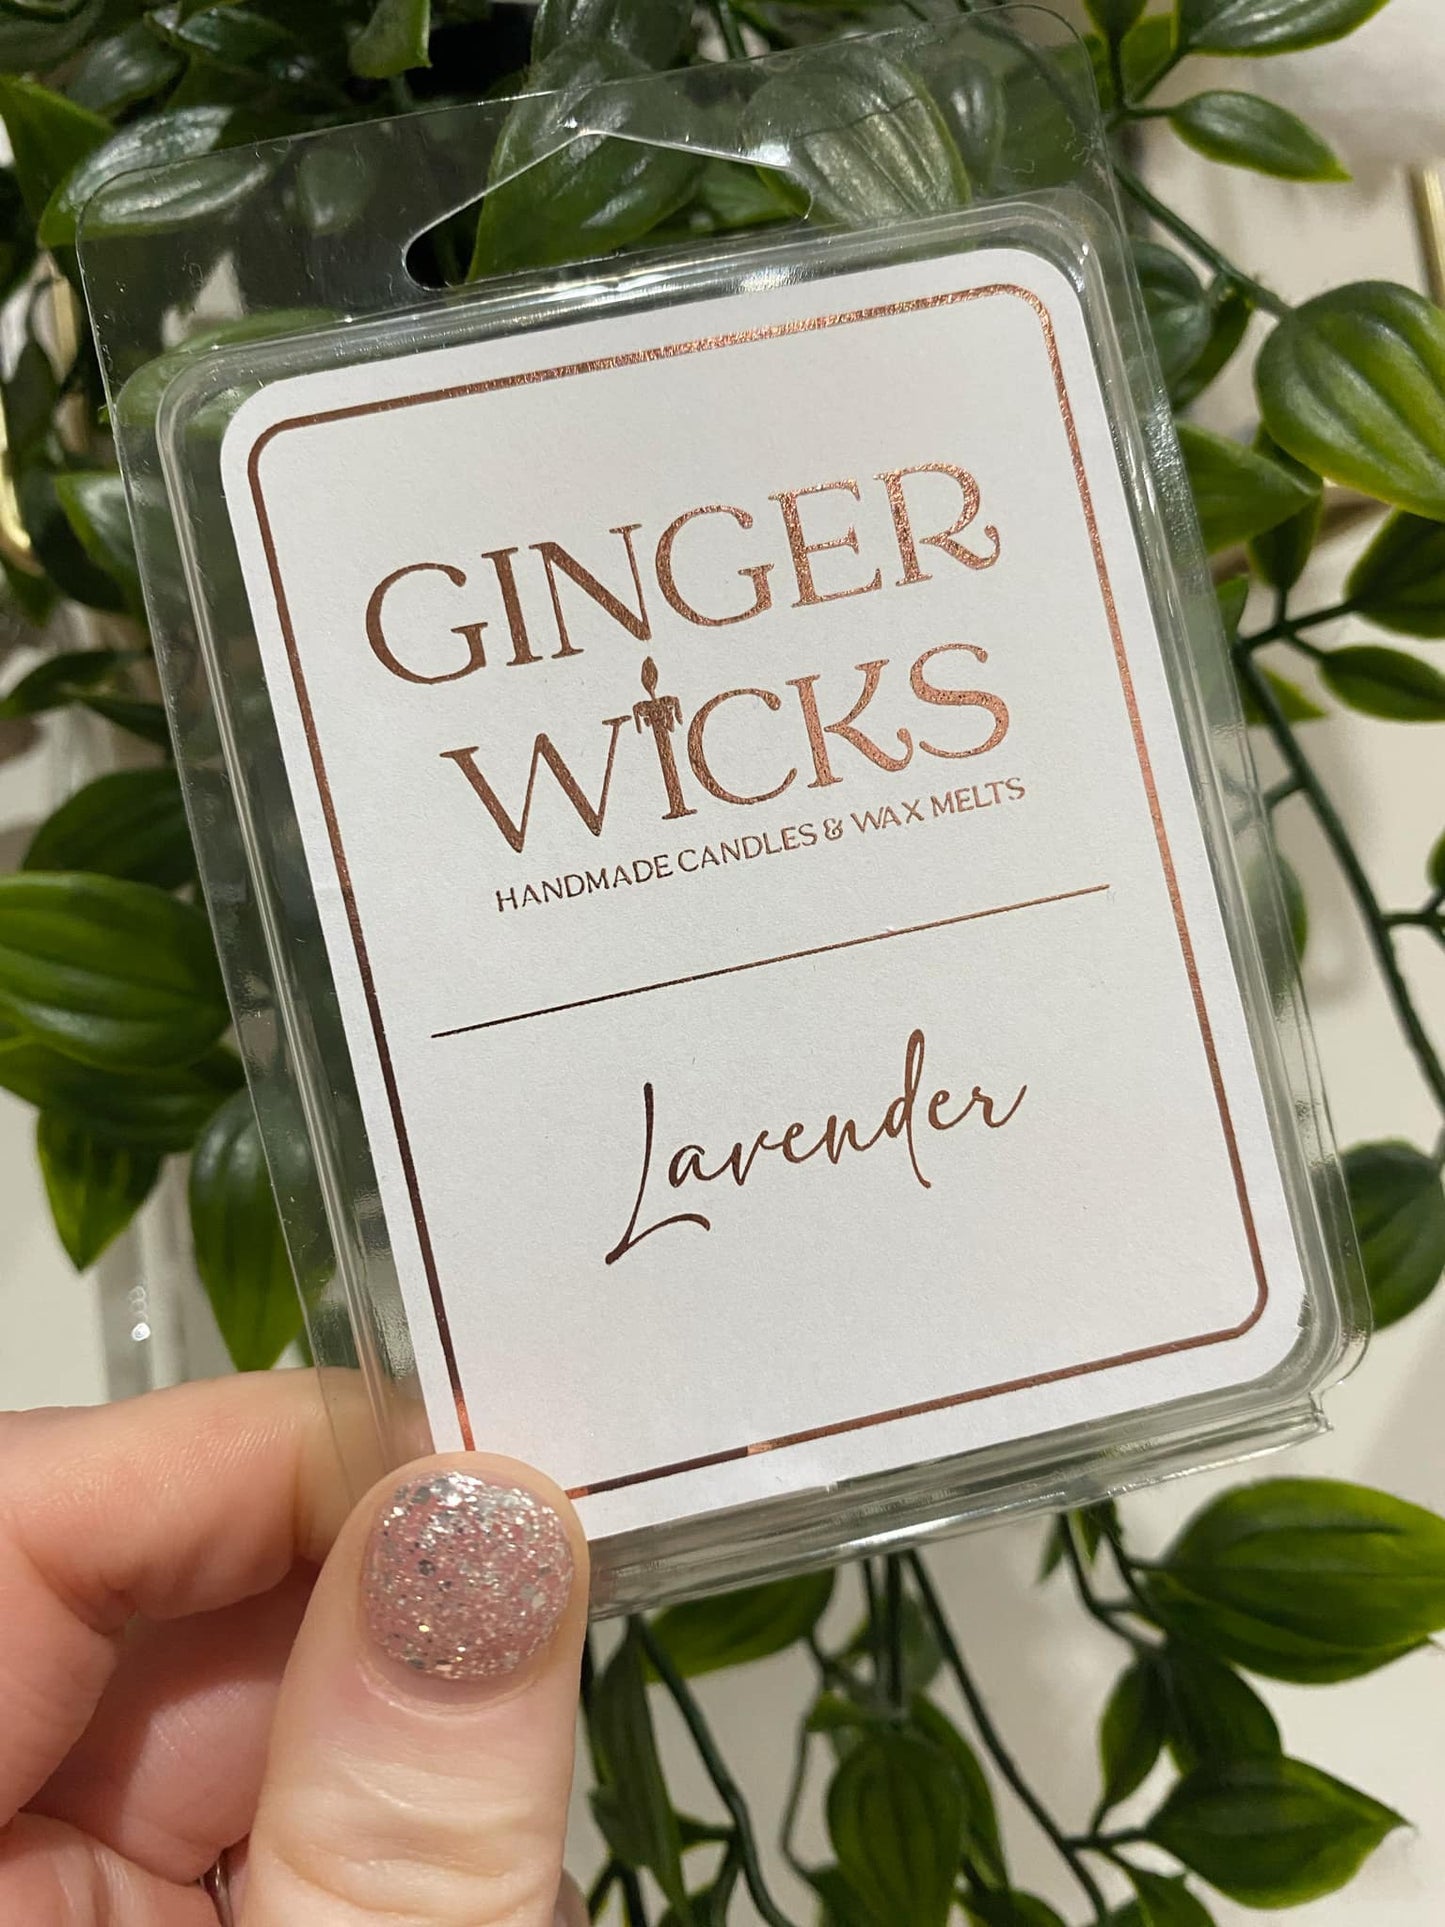 GINGER
WICKS
HANDMADE CANDLES & WAX MELTS
Lavender